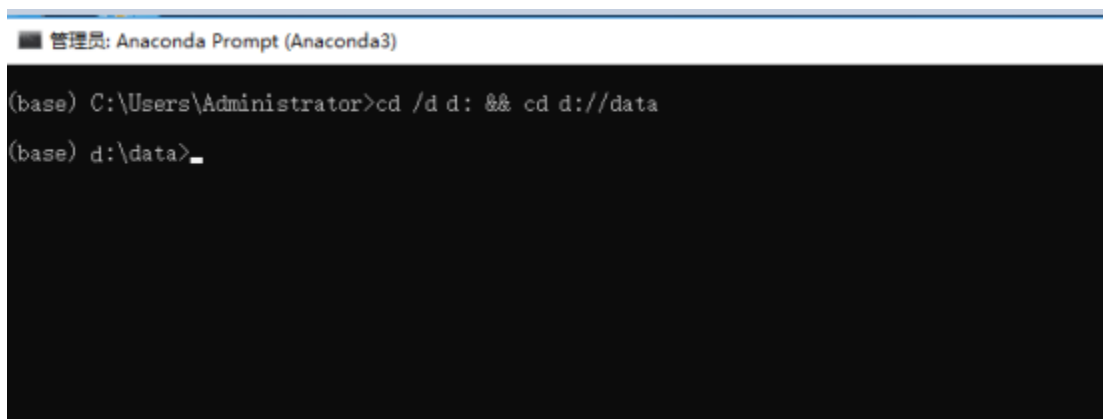 管理员: Anaconda Prompt (Anaconda3)
(base) C:\Users\Administrator>cd /d d: && cd d://data
(base) d:\data>